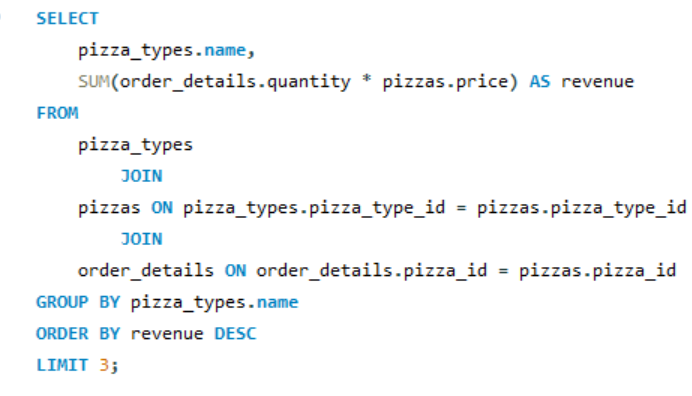 SELECT
pizza_types.name,
SUM(order_details.quantity * pizzas.price) AS revenue
FROM
pizza_types
JOIN
pizzas ON pizza_types.pizza_type_id = pizzas.pizza_type_id
JOIN
order_details ON order_details.pizza_id = pizzas.pizza_id
GROUP BY pizza_types.name
ORDER BY revenue DESC
LIMIT 3;